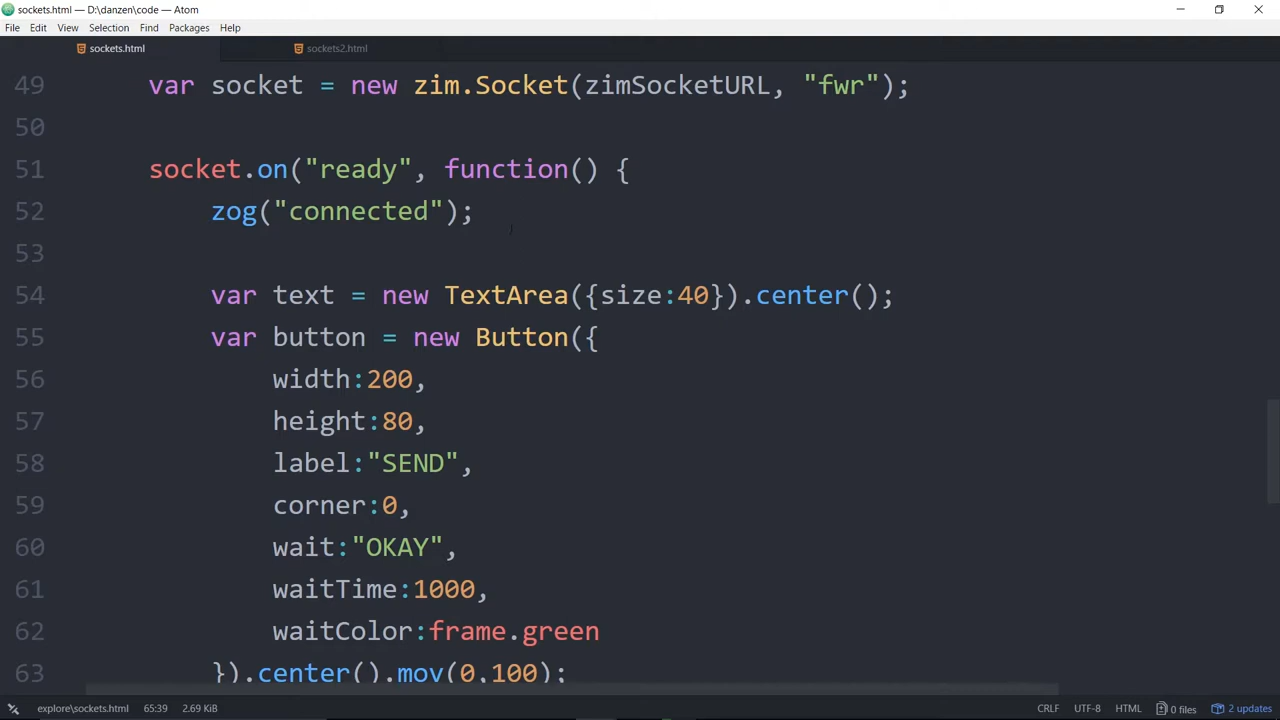 sockets.html — D:\danzen\code — Atom
File Edit View Selection Find Packages Help
sockets.html sockets2.html
49 var socket = new zim.Socket(zimSocketURL, "fwr");
50
51 socket.on("ready", function() {
52 zog("connected");
53
54 var text = new TextArea({size:40}).center();
55 var button = new Button({
56 width:200,
57 height:80,
58 label:"SEND",
59 corner:0,
60 wait:"OKAY",
61 waitTime:1000,
62 waitColor:frame.green
63 }).center().mov(0,100);
explore\sockets.html 65:39 2.69 KiB CRLF UTF-8 HTML 0 files 2 updates